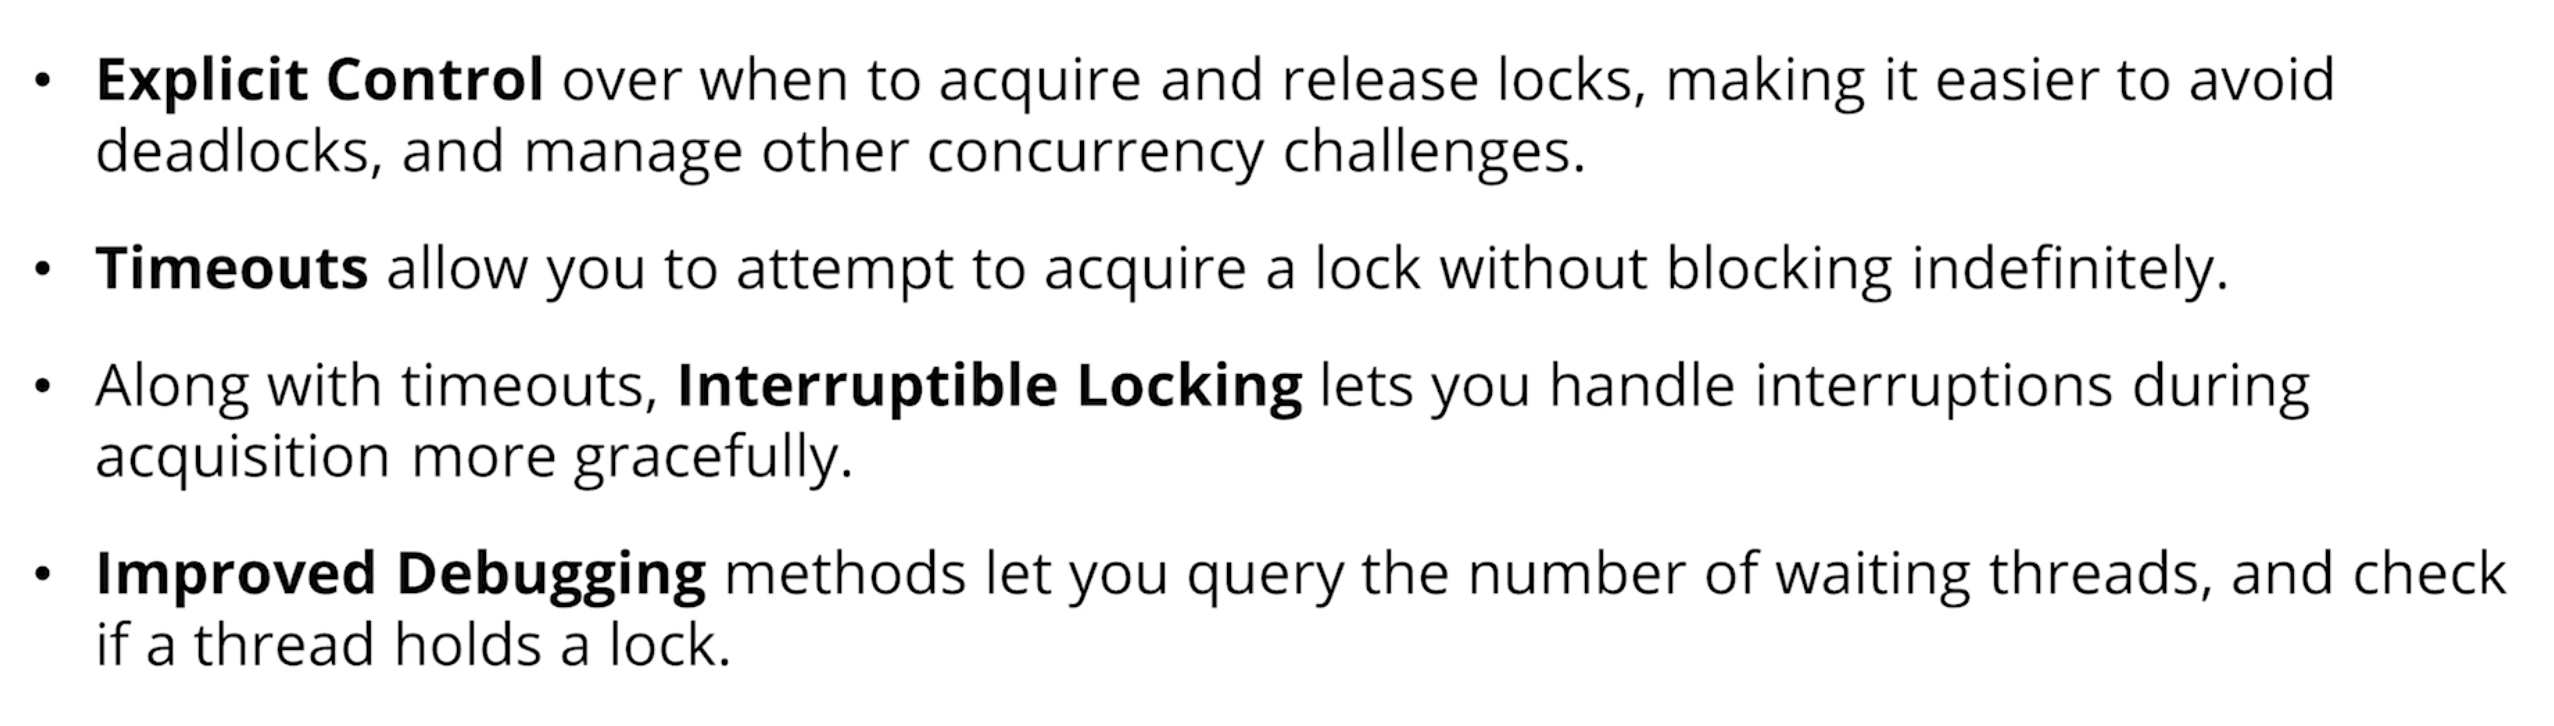 • Explicit Control over when to acquire and release locks, making it easier to avoid
deadlocks, and manage other concurrency challenges.
• Timeouts allow you to attempt to acquire a lock without blocking indefinitely.
• Along with timeouts, Interruptible Locking lets you handle interruptions during
acquisition more gracefully.
• Improved Debugging methods let you query the number of waiting threads, and check
if a thread holds a lock.